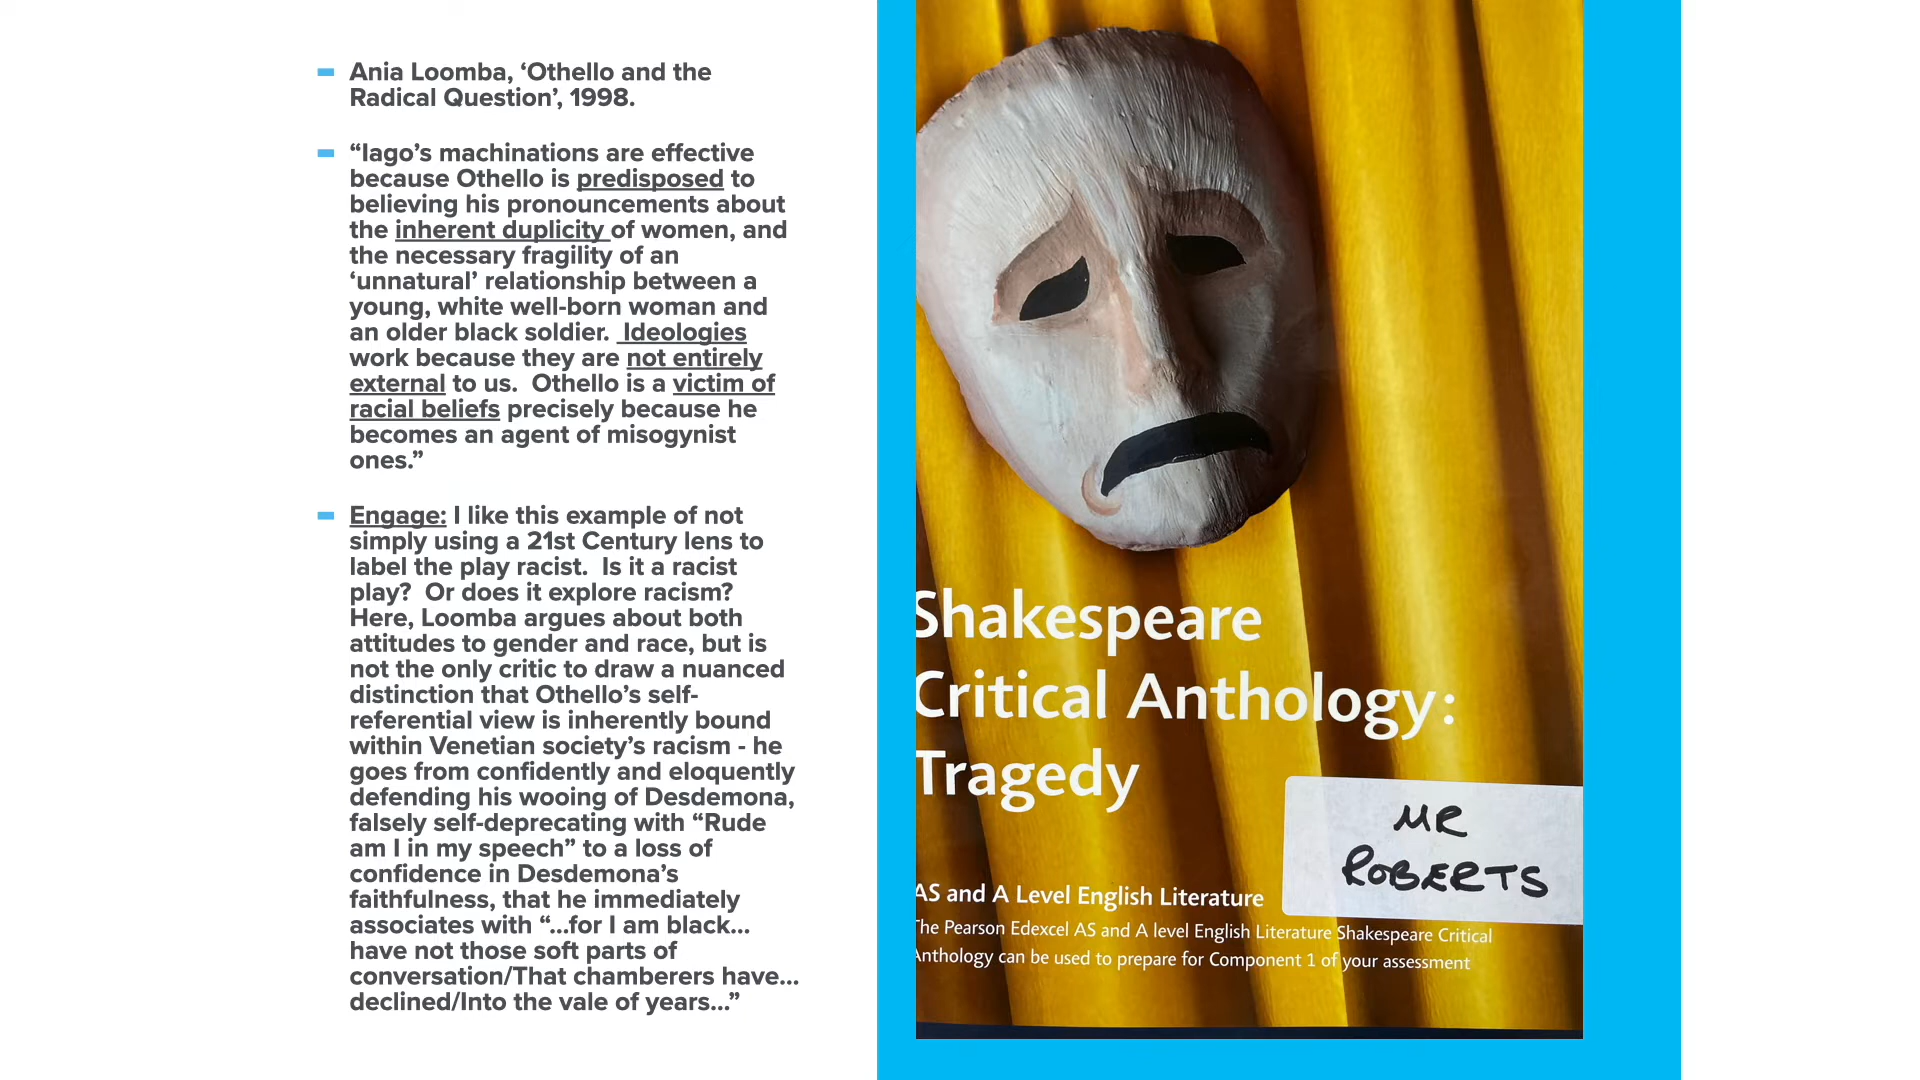 Ania Loomba, ‘Othello and the
Radical Question’, 1998.
“Iago’s machinations are effective
because Othello is predisposed to
believing his pronouncements about
the inherent duplicity of women, and
the necessary fragility of an
‘unnatural’ relationship between a
young, white well-born woman and
an older black soldier. Ideologies
work because they are not entirely
external to us. Othello is a victim of
racial beliefs precisely because he
becomes an agent of misogynist
ones.”
Engage: I like this example of not
simply using a 21st Century lens to
label the play racist. Is it a racist
play? Or does it explore racism?
Here, Loomba argues about both
attitudes to gender and race, but is
not the only critic to draw a nuanced
distinction that Othello’s self-
referential view is inherently bound
within Venetian society’s racism - he
goes from confidently and eloquently
defending his wooing of Desdemona,
falsely self-deprecating with “Rude
am I in my speech” to a loss of
confidence in Desdemona’s
faithfulness, that he immediately
associates with “...for I am black...
have not those soft parts of
conversation/That chamberers have...
declined/Into the vale of years...”
Shakespeare
Critical Anthology:
Tragedy
MR
ROBERTS
AS and A Level English Literature
The Pearson Edexcel AS and A level English Literature Shakespeare Critical
Anthology can be used to prepare for Component 1 of your assessment